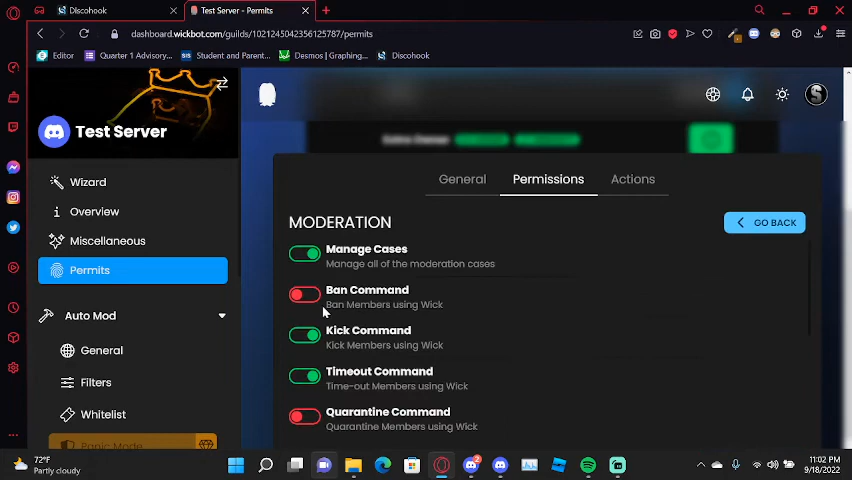 Discohook
Test Server - Permits
dashboard.wickbot.com/guilds/1021245042356125787/permits
Editor
Quarter 1 Advisory...
SIS
Student and Parent...
Desmos | Graphing...
Discohook
Test Server
Wizard
Overview
Miscellaneous
Permits
Auto Mod
General
Filters
Whitelist
Panic Mode
General
Permissions
Actions
MODERATION
GO BACK
Manage Cases
Manage all of the moderation cases
Ban Command
Ban Members using Wick
Kick Command
Kick Members using Wick
Timeout Command
Time-out Members using Wick
Quarantine Command
Quarantine Members using Wick
72°F
Partly cloudy
2
11:02 PM
9/18/2022